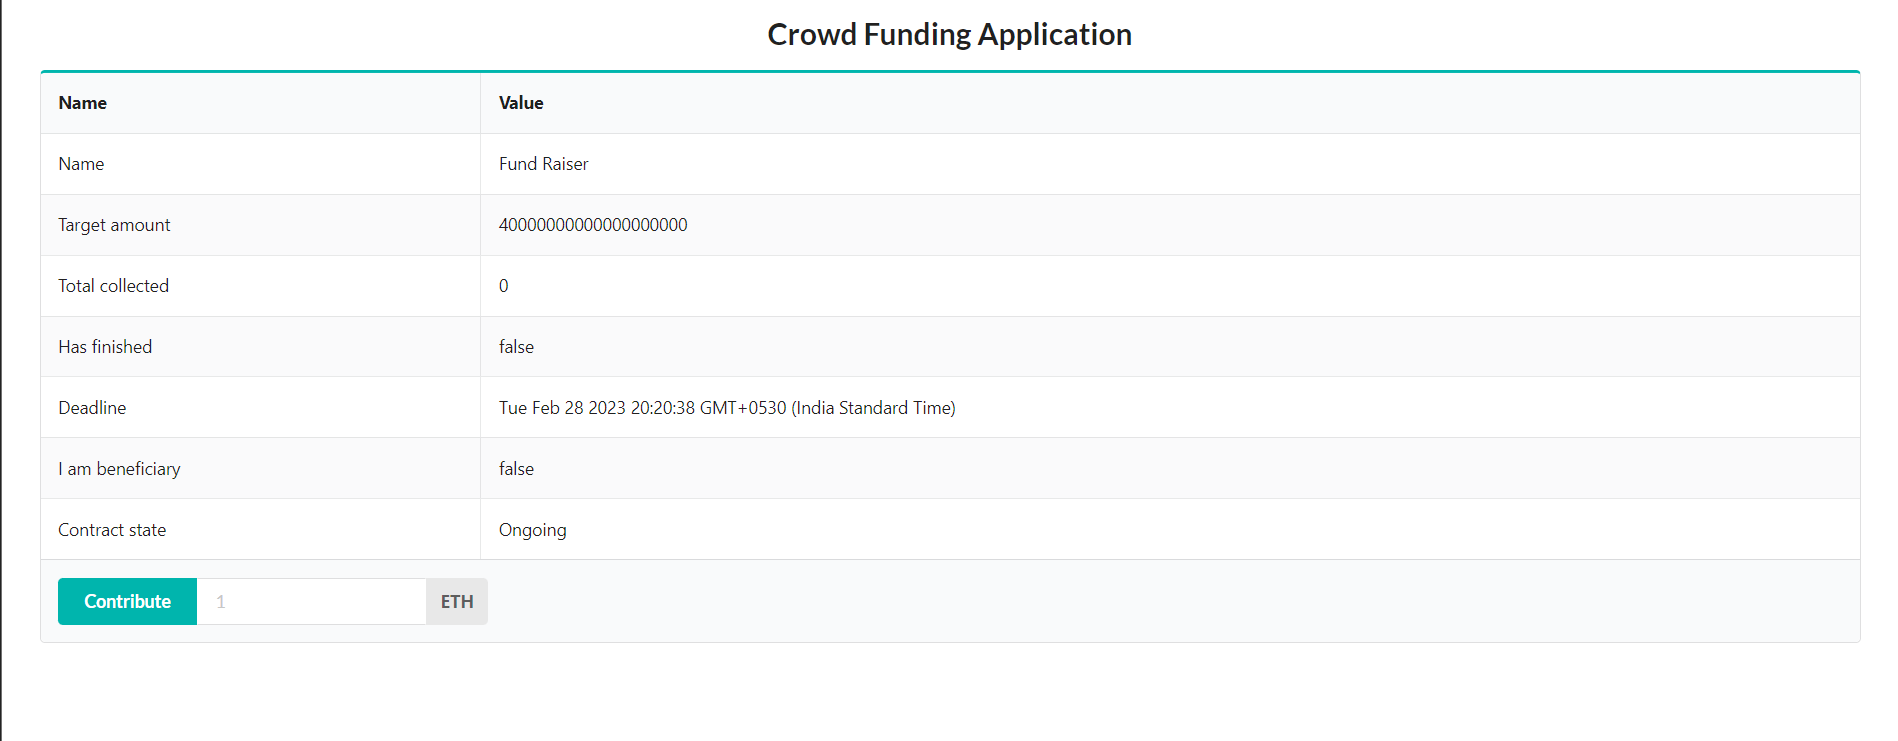 Crowd Funding Application
Name Value
Name Fund Raiser
Target amount 40000000000000000000
Total collected 0
Has finished false
Deadline Tue Feb 28 2023 20:20:38 GMT+0530 (India Standard Time)
I am beneficiary false
Contract state Ongoing
Contribute 1 ETH